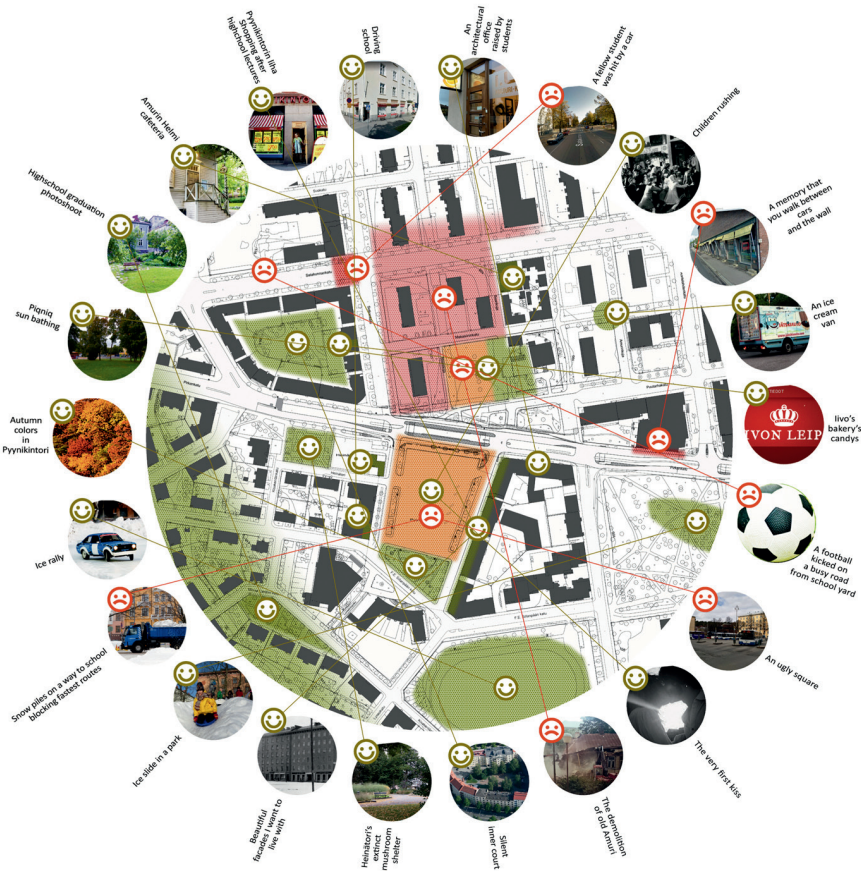 Driving
school
An
architectural
office
raised by
students
A fellow student
was hit by a car
Children rushing
A memory that
you walk between
cars
and the wall
An ice
cream
van
Iivo's
bakery's
candys
IVON LEIP
A football
kicked on
a busy road
from school yard
An ugly square
The very first kiss
The demolition
of old Amuri
Silent
inner court
Heinätori's
extinct
mushroom
shelter
Beautiful
facades I want to
live with
Ice slide in a park
Snow piles on a way to school
blocking fastest routes
Ice rally
Autumn
colors
in
Pyynikintori
Piqniq
sun bathing
Highschool graduation
photoshoot
Amurin Helmi
cafeteria
Pyynikintorin liha
Shopping after
highchool lectures
Satakunnankatu
Pirkankatu